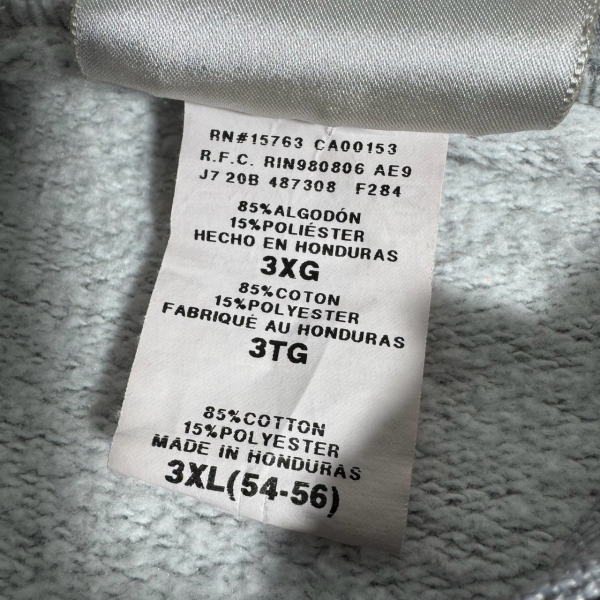 RN#15763 CA00153
R.F.C. RIN980806 AE9
J7 20B 487308 F284
85%ALGODÓN
15%POLIÉSTER
HECHO EN HONDURAS
3XG
85%COTON
15%POLYESTER
FABRIQUÉ AU HONDURAS
3TG
85%COTTON
15%POLYESTER
MADE IN HONDURAS
3XL(54-56)